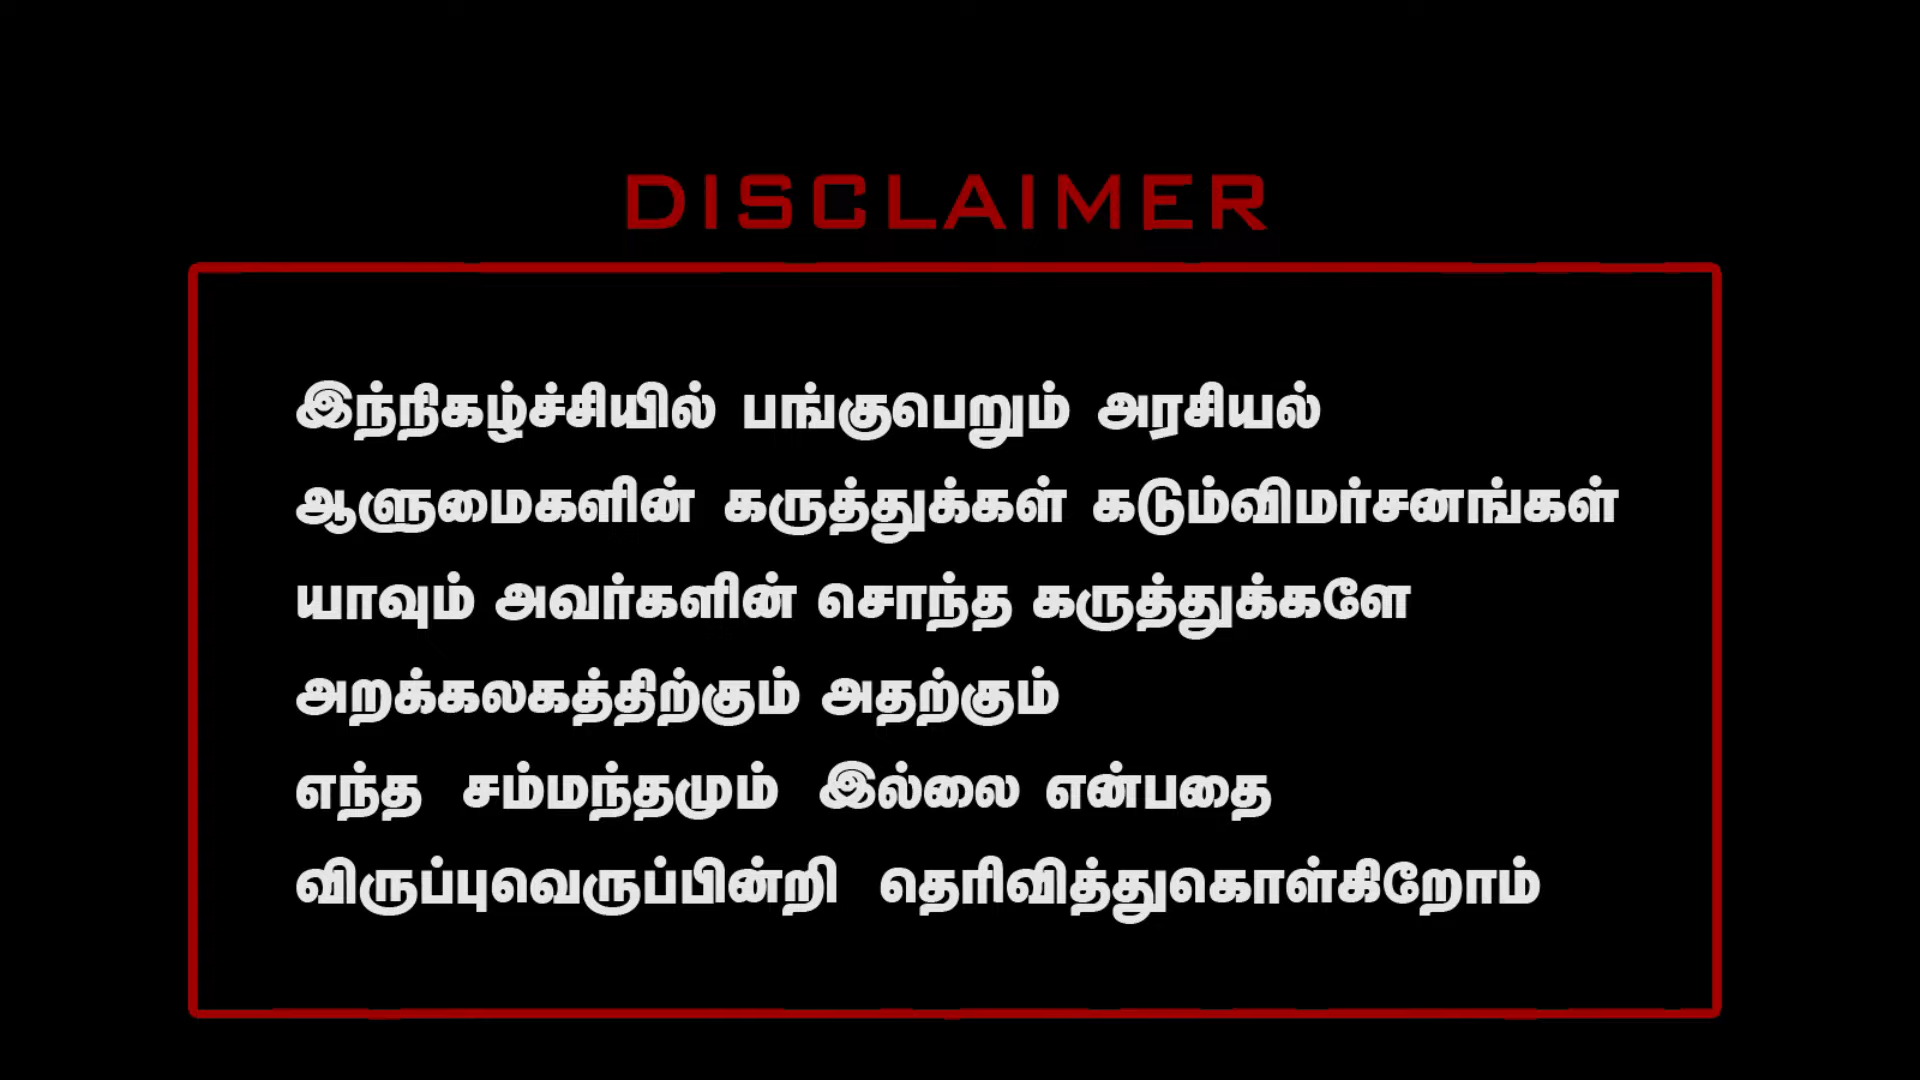 DISCLAIMER
இந்நிகழ்ச்சியில் பங்குபெறும் அரசியல்
ஆளுமைகளின் கருத்துக்கள் கடும்விமர்சனங்கள்
யாவும் அவர்களின் சொந்த கருத்துக்களே
அறக்கலகத்திற்கும் அதற்கும்
எந்த சம்மந்தமும் இல்லை என்பதை
விருப்புவெருப்பின்றி தெரிவித்துகொள்கிறோம்